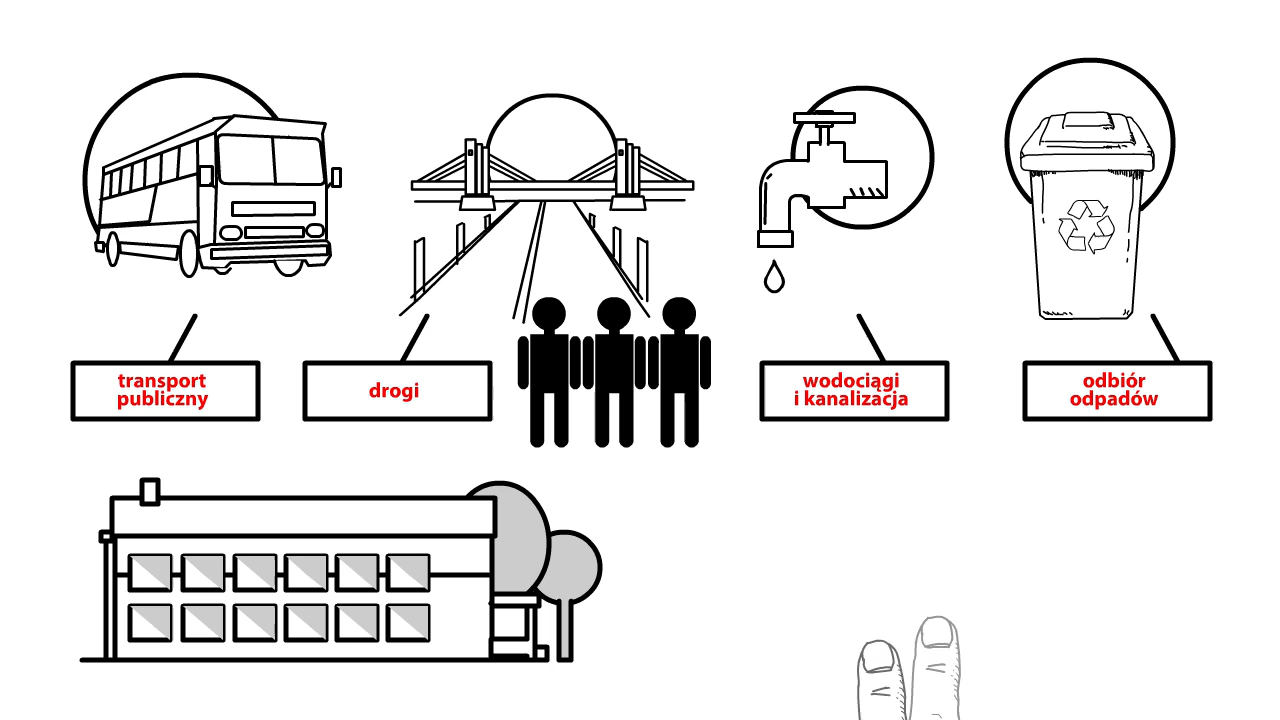 transport
publiczny
drogi
wodociągi
i kanalizacja
odbiór
odpadów